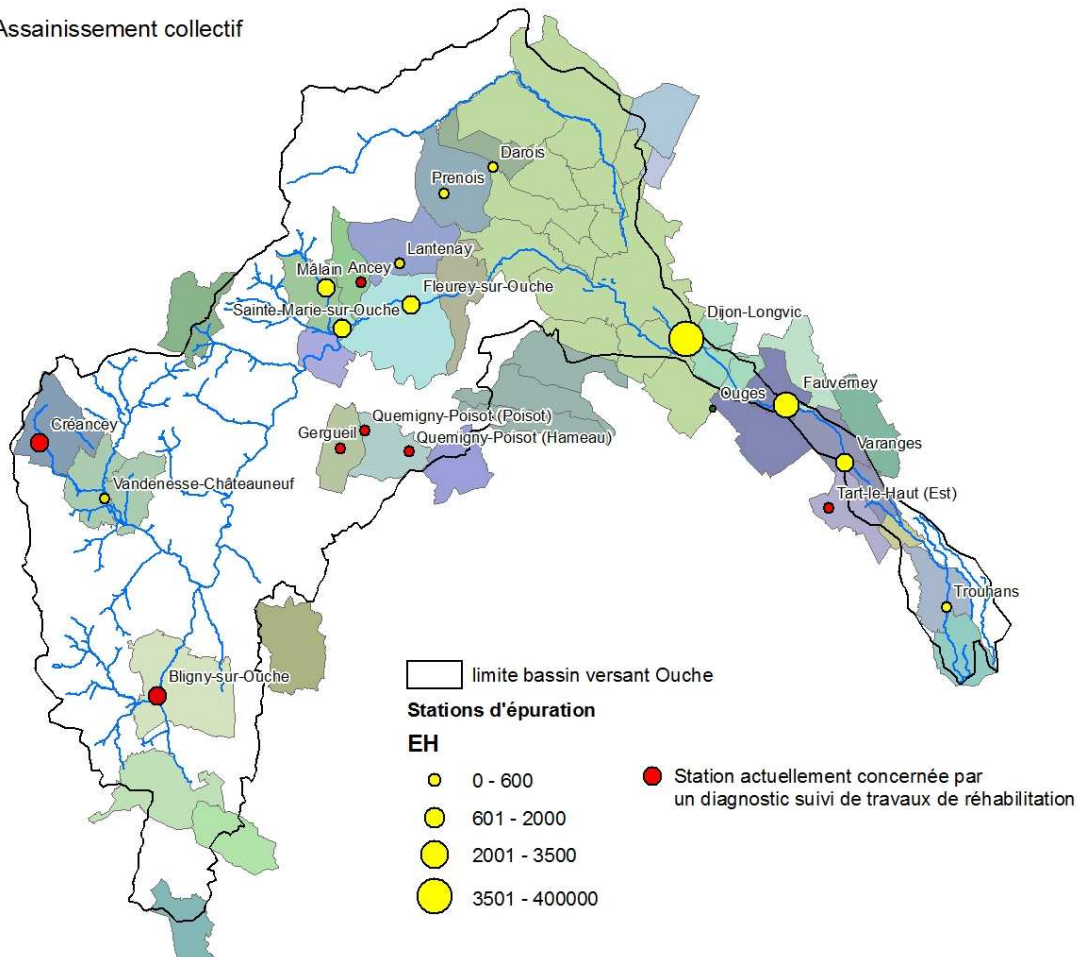 Assainissement collectif
Darois
Prenois
Lantenay
Mâlain
Ancey
Fleurey-sur-Ouche
Sainte-Marie-sur-Ouche
Dijon-Longvic
Fauverney
Ouges
Quemigny-Poisot (Poisot)
Gergueil
Quemigny-Poisot (Hameau)
Créancey
Varanges
Vandenesse-Châteauneuf
Tart-le-Haut (Est)
Trouhans
Bligny-sur-Ouche
limite bassin versant Ouche
Stations d'épuration
EH
0 - 600
601 - 2000
2001 - 3500
3501 - 400000
Station actuellement concernée par
un diagnostic suivi de travaux de réhabilitation